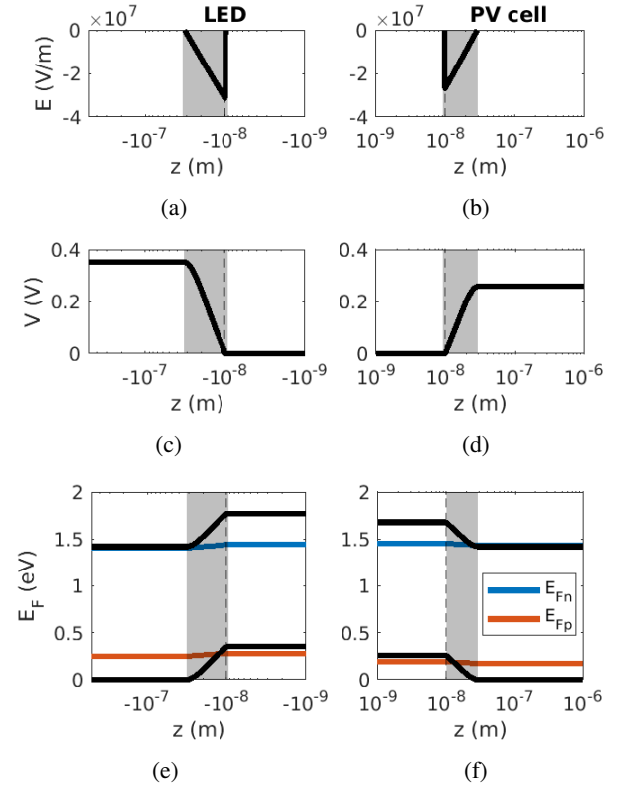 LED
PV cell
×10⁷
×10⁷
0
-2
-4
E (V/m)
0
-2
-4
-10⁻⁷ -10⁻⁸ -10⁻⁹
10⁻⁹ 10⁻⁸ 10⁻⁷ 10⁻⁶
z (m)
z (m)
(a)
(b)
0.4
0.2
0
V (V)
0.4
0.2
0
-10⁻⁷ -10⁻⁸ -10⁻⁹
10⁻⁹ 10⁻⁸ 10⁻⁷ 10⁻⁶
z (m)
z (m)
(c)
(d)
2
1.5
1
0.5
0
E_F (eV)
2
1.5
1
0.5
0
E_Fn
E_Fp
-10⁻⁷ -10⁻⁸ -10⁻⁹
10⁻⁹ 10⁻⁸ 10⁻⁷ 10⁻⁶
z (m)
z (m)
(e)
(f)